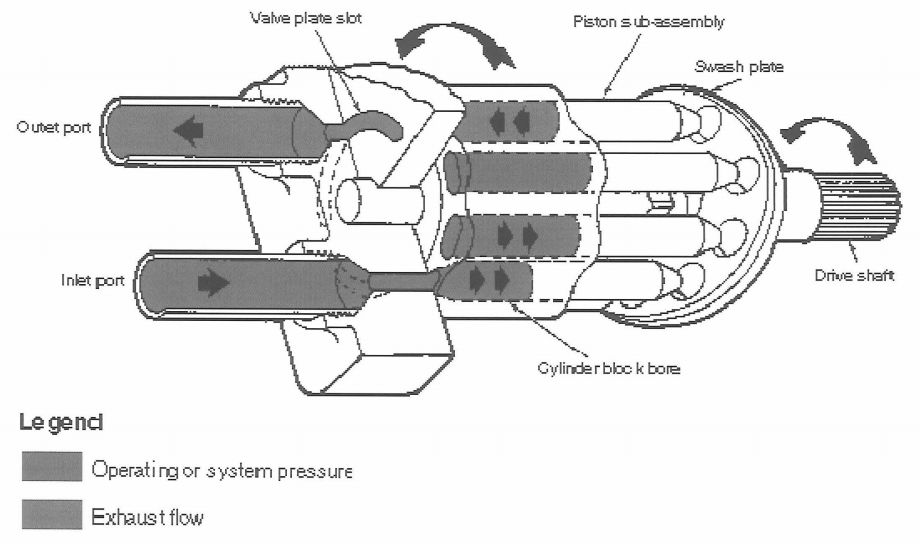 Valve plate slot
Piston sub-assembly
Swash plate
Outet port
Inlet port
Drive shaft
Cylinder block bore
Legend
Operating or system pressure
Exhaust flow